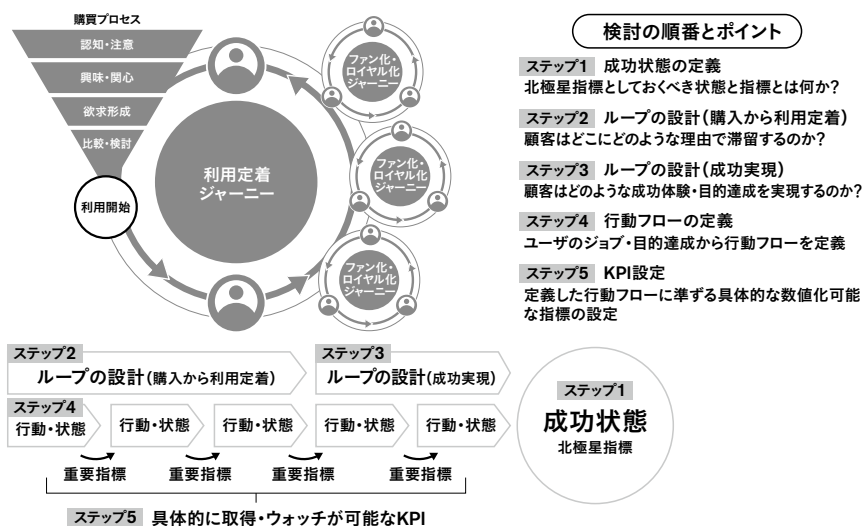 購買プロセス
認知・注意
興味・関心
欲求形成
比較・検討
利用開始
利用定着
ジャーニー
ファン化・
ロイヤル化
ジャーニー
ファン化・
ロイヤル化
ジャーニー
ファン化・
ロイヤル化
ジャーニー
検討の順番とポイント
ステップ1 成功状態の定義
北極星指標としておくべき状態と指標とは何か?
ステップ2 ループの設計(購入から利用定着)
顧客はどこにどのような理由で滞留するのか?
ステップ3 ループの設計(成功実現)
顧客はどのような成功体験・目的達成を実現するのか?
ステップ4 行動フローの定義
ユーザのジョブ・目的達成から行動フローを定義
ステップ5 KPI設定
定義した行動フローに準ずる具体的な数値化可能
な指標の設定
ステップ2
ループの設計(購入から利用定着)
ステップ3
ループの設計(成功実現)
ステップ4
行動・状態
行動・状態
行動・状態
行動・状態
行動・状態
重要指標
重要指標
重要指標
重要指標
ステップ5 具体的に取得・ウォッチが可能なKPI
ステップ1
成功状態
北極星指標